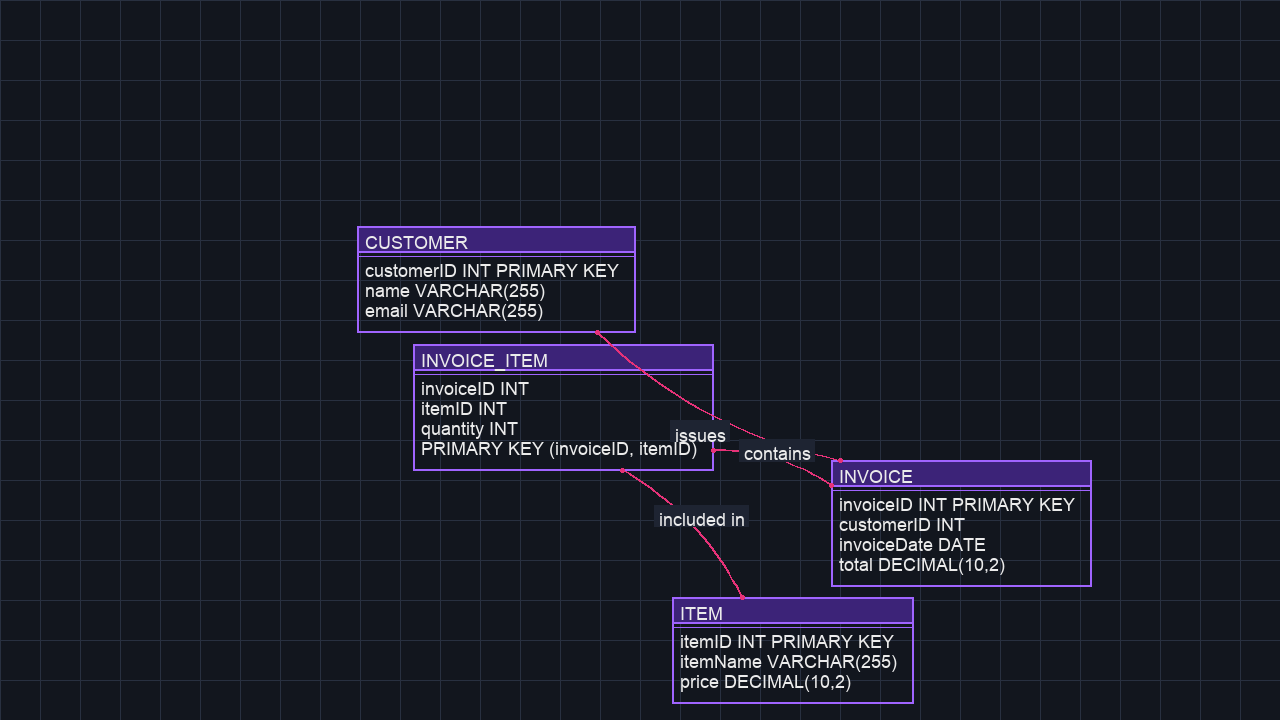 CUSTOMER
customerID INT PRIMARY KEY
name VARCHAR(255)
email VARCHAR(255)
INVOICE_ITEM
invoiceID INT
itemID INT
quantity INT
PRIMARY KEY (invoiceID, itemID)
issues
contains
INVOICE
invoiceID INT PRIMARY KEY
customerID INT
invoiceDate DATE
total DECIMAL(10,2)
included in
ITEM
itemID INT PRIMARY KEY
itemName VARCHAR(255)
price DECIMAL(10,2)